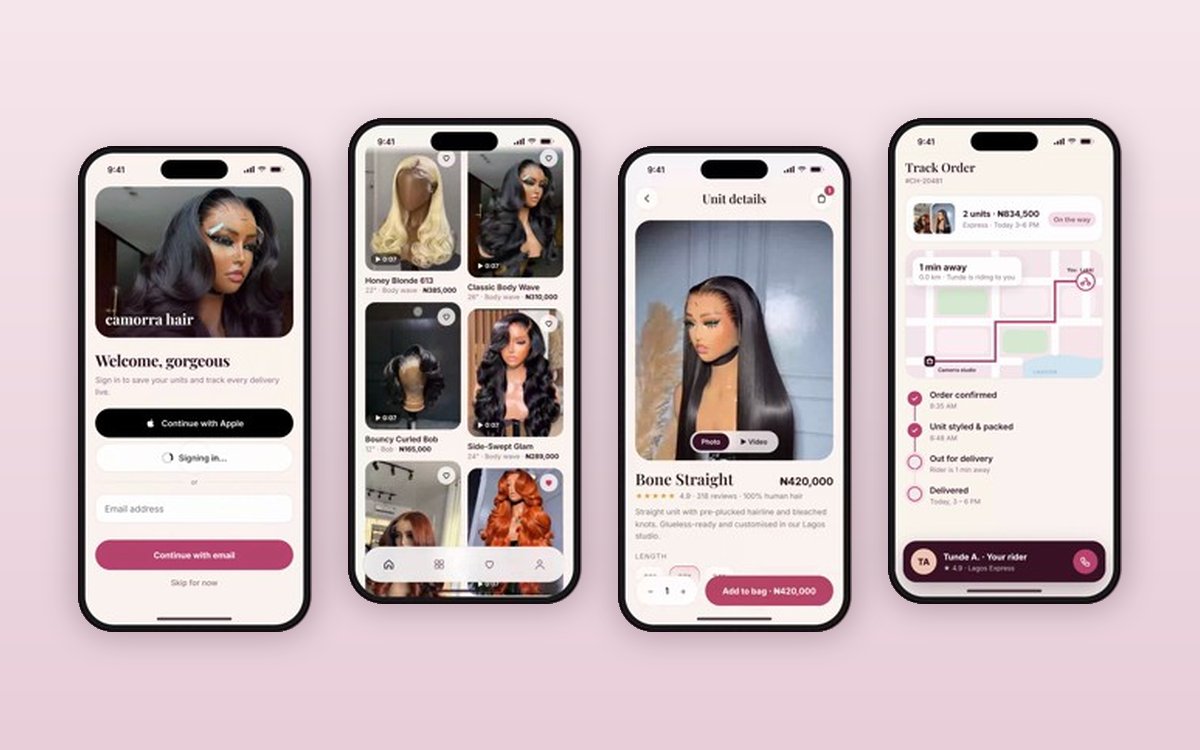 9:41
camorra hair
Welcome, gorgeous
Sign in to save your units and track every delivery
live.
Continue with Apple
Signing in...
or
Email address
Continue with email
Skip for now
9:41
0:07
Honey Blonde 613
22" · Body wave · ₦385,000
0:07
Classic Body Wave
26" · Body wave · ₦310,000
0:07
Bouncy Curled Bob
12" · Bob · ₦165,000
0:07
Side-Swept Glam
24" · Body wave · ₦289,000
0:07
9:41
Unit details
1
Photo
Video
Bone Straight
₦420,000
★★★★★ 4.9 · 318 reviews · 100% human hair
Straight unit with pre-plucked hairline and bleached
knots. Glueless-ready and customised in our Lagos
studio.
LENGTH
− 1 +
Add to bag · ₦420,000
9:41
Track Order
#CH-20481
2 units · ₦834,500
Express · Today 3–6 PM
On the way
1 min away
0.0 km · Tunde is riding to you
Camorra studio
LAGOON
Order confirmed
9:35 AM
Unit styled & packed
Out for delivery
Rider is 1 min away
Delivered
Today, 3 – 6 PM
TA
Tunde A. · Your rider
★ 4.9 · Lagos Express